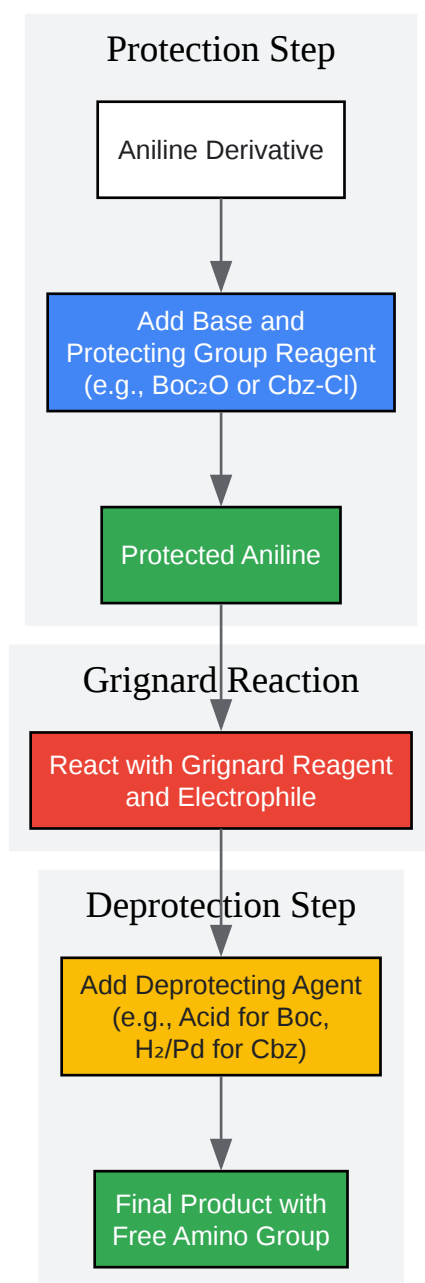 Protection Step
Aniline Derivative
Add Base and
Protecting Group Reagent
(e.g., Boc₂O or Cbz-Cl)
Protected Aniline
Grignard Reaction
React with Grignard Reagent
and Electrophile
Deprotection Step
Add Deprotecting Agent
(e.g., Acid for Boc,
H₂/Pd for Cbz)
Final Product with
Free Amino Group